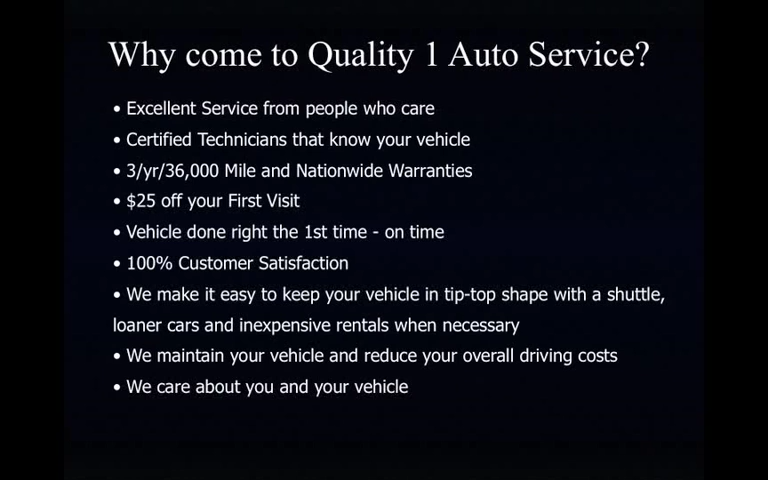 Why come to Quality 1 Auto Service?
• Excellent Service from people who care
• Certified Technicians that know your vehicle
• 3/yr/36,000 Mile and Nationwide Warranties
• $25 off your First Visit
• Vehicle done right the 1st time - on time
• 100% Customer Satisfaction
• We make it easy to keep your vehicle in tip-top shape with a shuttle,
loaner cars and inexpensive rentals when necessary
• We maintain your vehicle and reduce your overall driving costs
• We care about you and your vehicle